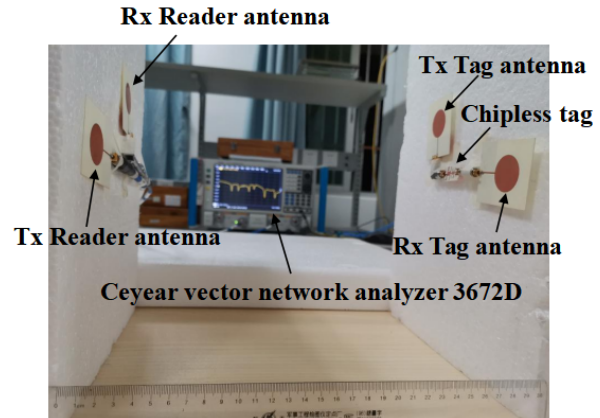 Rx Reader antenna
Tx Tag antenna
Chipless tag
Tx Reader antenna
Rx Tag antenna
Ceyear vector network analyzer 3672D